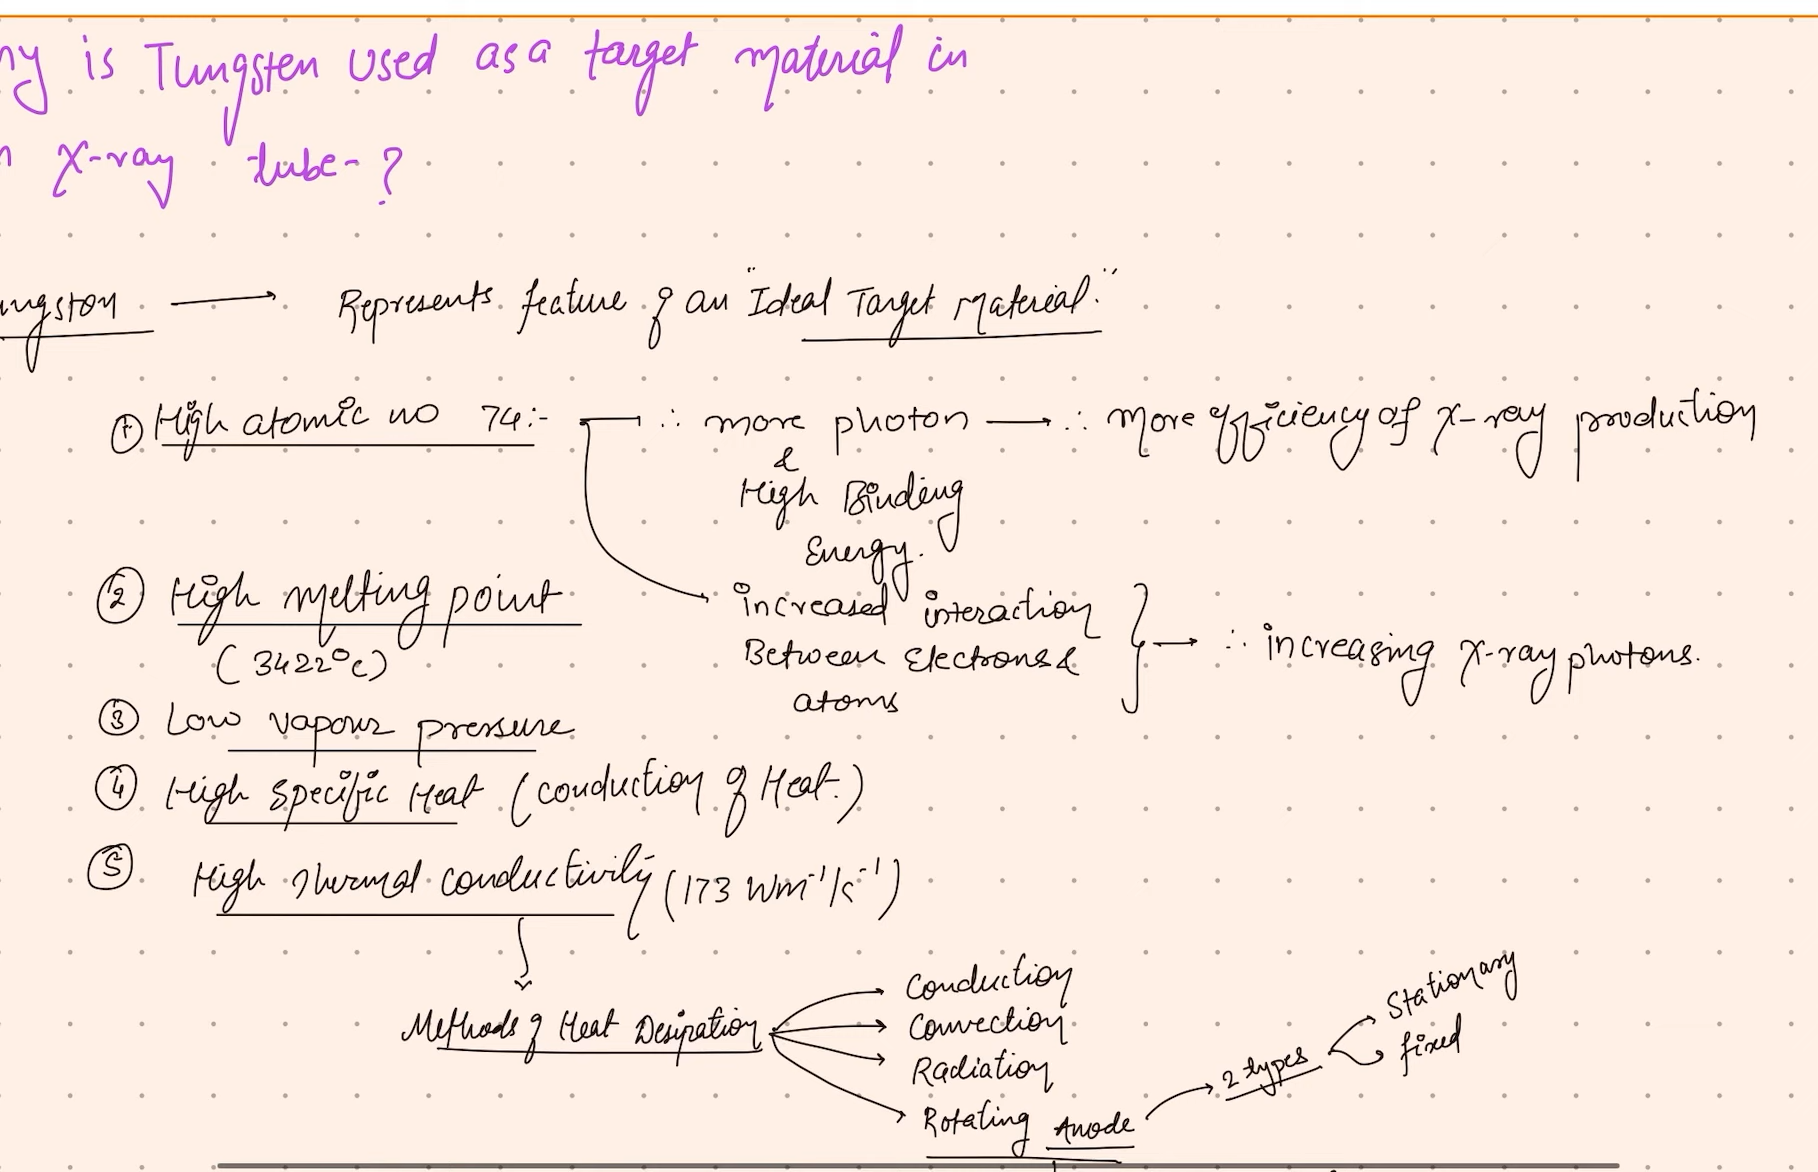 ny is Tungsten used as a target material in
n X-ray tube-?
ungston → Represents feature of an "Ideal Target Material."
① High atomic no 74:- → ∴ more photon → ∴ more efficiency of X-ray production
&
High Binding
Energy.
② High melting point
(3422°C)
increased interaction
Between Electrons &
atoms
} → ∴ increasing X-ray photons.
③ Low vapour pressure
④ High Specific Heat (conduction of Heat.)
⑤ High Thermal conductivity (173 Wm⁻¹K⁻¹)
Methods of Heat Desipation
Conduction
Convection
Radiation
Rotating Anode → 2 types
Stationary
fixed